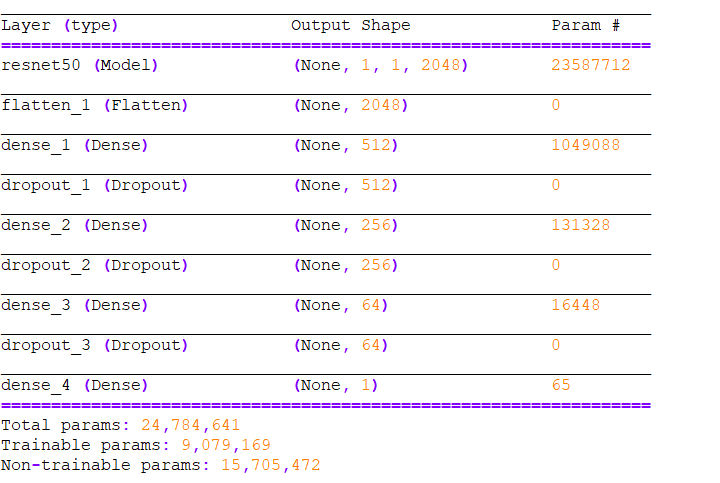 Layer (type) Output Shape Param #
=================================================================
resnet50 (Model) (None, 1, 1, 2048) 23587712
flatten_1 (Flatten) (None, 2048) 0
dense_1 (Dense) (None, 512) 1049088
dropout_1 (Dropout) (None, 512) 0
dense_2 (Dense) (None, 256) 131328
dropout_2 (Dropout) (None, 256) 0
dense_3 (Dense) (None, 64) 16448
dropout_3 (Dropout) (None, 64) 0
dense_4 (Dense) (None, 1) 65
=================================================================
Total params: 24,784,641
Trainable params: 9,079,169
Non-trainable params: 15,705,472